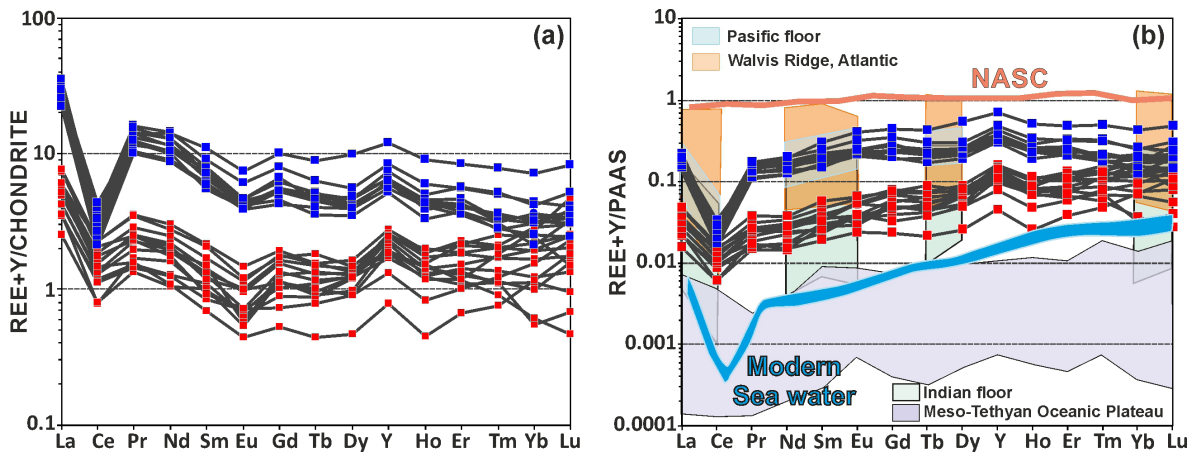 100
10
1
0.1
REE+Y/CHONDRITE
(a)
La Ce Pr Nd Sm Eu Gd Tb Dy Y Ho Er Tm Yb Lu
10
1
0.1
0.01
0.001
0.0001
REE+Y/PAAS
(b)
Pasific floor
Walvis Ridge, Atlantic
NASC
Modern
Sea water
Indian floor
Meso-Tethyan Oceanic Plateau
La Ce Pr Nd Sm Eu Gd Tb Dy Y Ho Er Tm Yb Lu